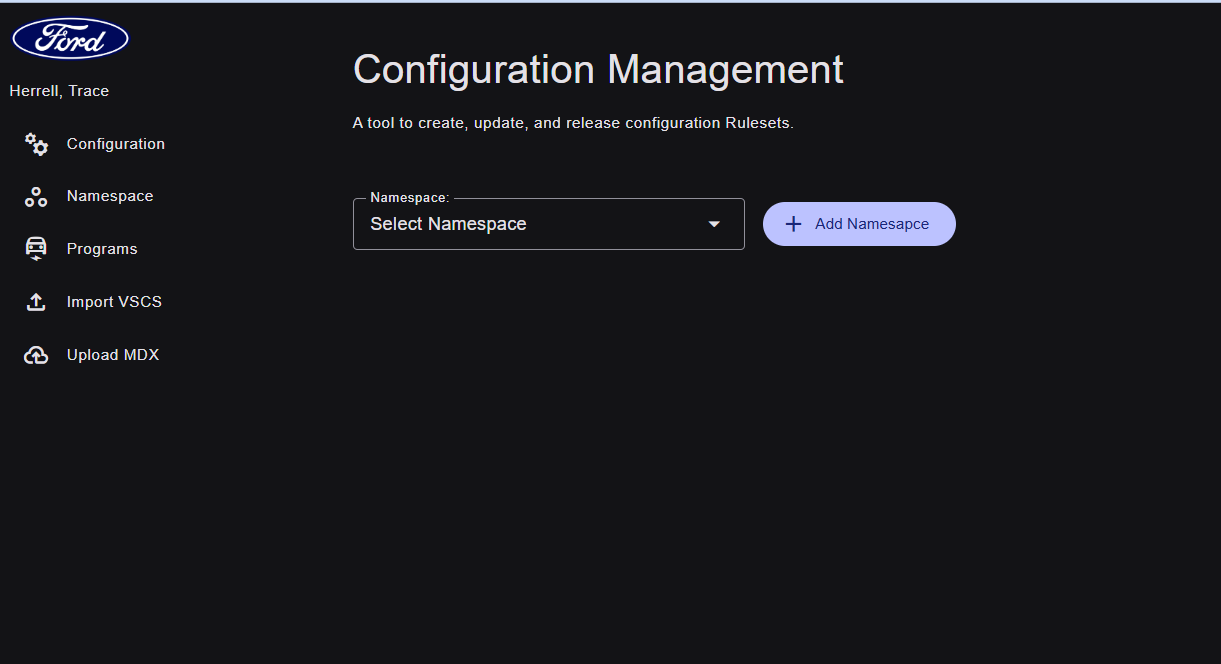 Ford
Herrell, Trace
Configuration
Namespace
Programs
Import VSCS
Upload MDX
Configuration Management
A tool to create, update, and release configuration Rulesets.
Namespace:
Select Namespace
Add Namesapce